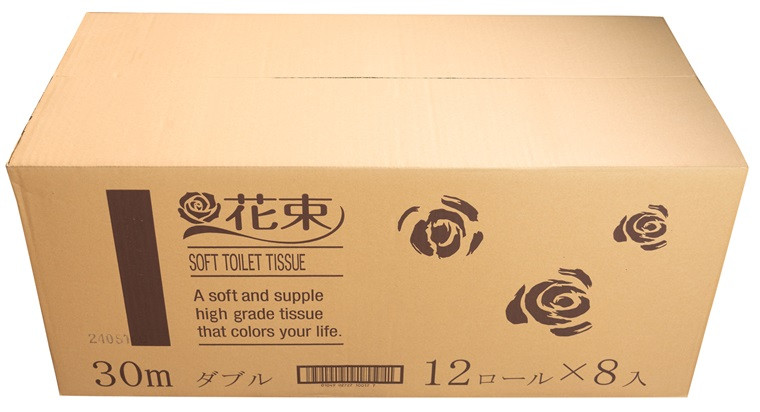 花束
SOFT TOILET TISSUE
A soft and supple
high grade tissue
that colors your life.
30m ダブル 12ロール×8入